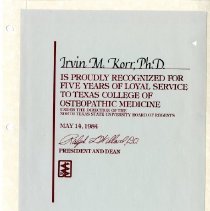 Irvin M. Korr, Ph.D.
IS PROUDLY RECOGNIZED FOR
FIVE YEARS OF LOYAL SERVICE
TO TEXAS COLLEGE OF
OSTEOPATHIC MEDICINE
UNDER THE DIRECTION OF THE
NORTH TEXAS STATE UNIVERSITY BOARD OF REGENTS
MAY 14, 1984
PRESIDENT AND DEAN